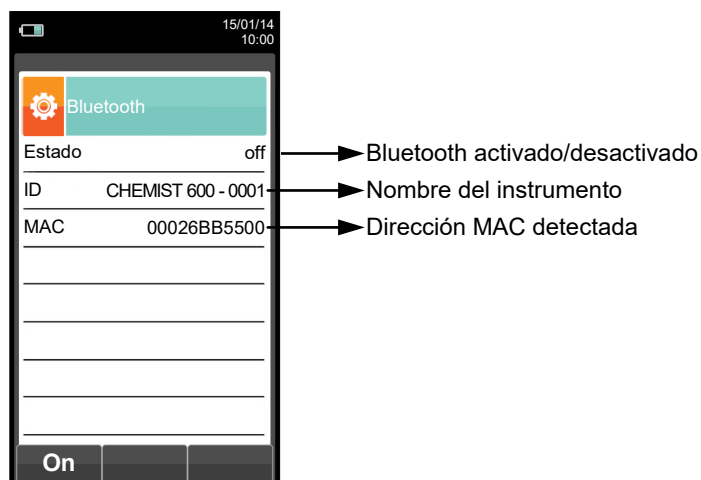 15/01/14
10:00
Bluetooth
Estado off
Bluetooth activado/desactivado
ID CHEMIST 600 - 0001
Nombre del instrumento
MAC 00026BB5500
Dirección MAC detectada
On